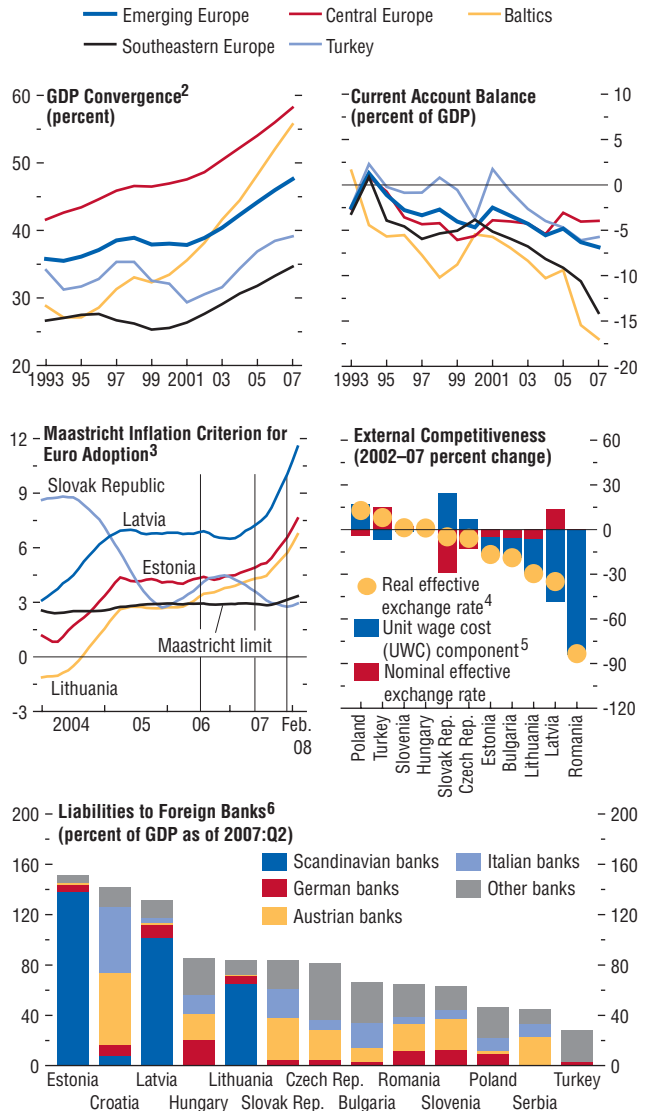 Emerging Europe Central Europe Baltics
Southeastern Europe Turkey
GDP Convergence2
(percent)
60
50
40
30
20
1993 95 97 99 2001 03 05 07
Current Account Balance
(percent of GDP)
10
5
0
-5
-10
-15
-20
1993 95 97 99 2001 03 05 07
Maastricht Inflation Criterion for
Euro Adoption3
12
9
6
3
0
-3
Slovak Republic
Latvia
Estonia
Maastricht limit
Lithuania
2004 05 06 07 Feb.
08
External Competitiveness
(2002–07 percent change)
60
30
0
-30
-60
-90
-120
Real effective
exchange rate4
Unit wage cost
(UWC) component5
Nominal effective
exchange rate
Poland
Turkey
Slovenia
Hungary
Slovak Rep.
Czech Rep.
Estonia
Bulgaria
Lithuania
Latvia
Romania
Liabilities to Foreign Banks6
(percent of GDP as of 2007:Q2)
200
160
120
80
40
0
Scandinavian banks
German banks
Austrian banks
Italian banks
Other banks
200
160
120
80
40
0
Estonia Latvia Lithuania Czech Rep. Romania Poland Turkey
Croatia Hungary Slovak Rep. Bulgaria Slovenia Serbia